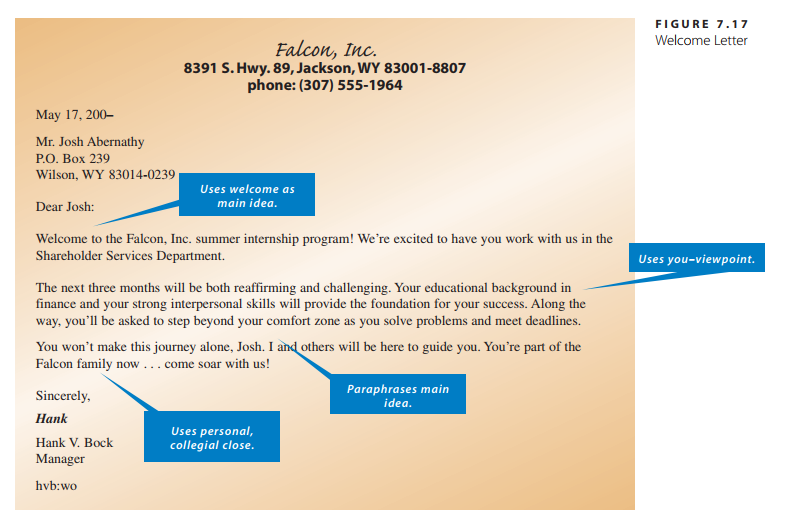 FIGURE 7.17
Welcome Letter
Falcon, Inc.
8391 S. Hwy. 89, Jackson, WY 83001-8807
phone: (307) 555-1964
May 17, 200–
Mr. Josh Abernathy
P.O. Box 239
Wilson, WY 83014-0239
Uses welcome as
main idea.
Dear Josh:
Welcome to the Falcon, Inc. summer internship program! We're excited to have you work with us in the
Shareholder Services Department.
Uses you–viewpoint.
The next three months will be both reaffirming and challenging. Your educational background in
finance and your strong interpersonal skills will provide the foundation for your success. Along the
way, you'll be asked to step beyond your comfort zone as you solve problems and meet deadlines.
You won't make this journey alone, Josh. I and others will be here to guide you. You're part of the
Falcon family now . . . come soar with us!
Paraphrases main
idea.
Sincerely,
Hank
Uses personal,
collegial close.
Hank V. Bock
Manager
hvb:wo